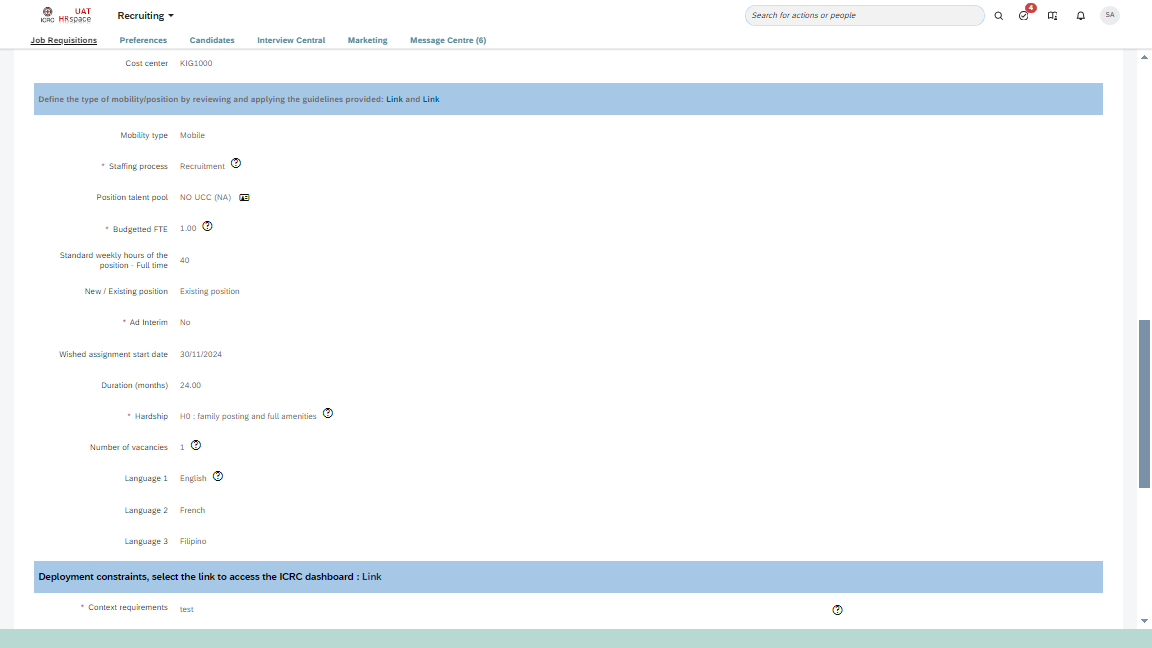 ICRC
UAT
HRspace
Recruiting
Search for actions or people
4
SA
Job Requisitions
Preferences
Candidates
Interview Central
Marketing
Message Centre (6)
Cost center KIG1000
Define the type of mobility/position by reviewing and applying the guidelines provided: Link and Link
Mobility type Mobile
* Staffing process Recruitment
Position talent pool NO UCC (NA)
* Budgetted FTE 1.00
Standard weekly hours of the
position - Full time 40
New / Existing position Existing position
* Ad Interim No
Wished assignment start date 30/11/2024
Duration (months) 24.00
* Hardship H0 : family posting and full amenities
Number of vacancies 1
Language 1 English
Language 2 French
Language 3 Filipino
Deployment constraints, select the link to access the ICRC dashboard : Link
* Context requirements test